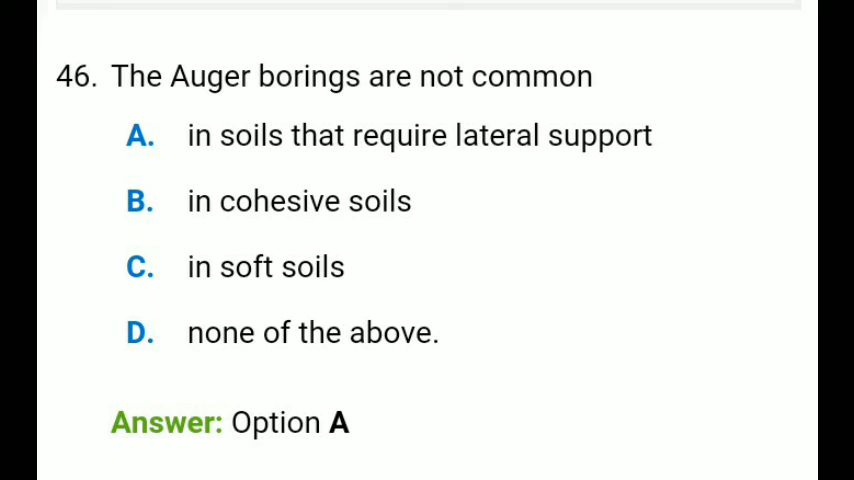 46. The Auger borings are not common
A. in soils that require lateral support
B. in cohesive soils
C. in soft soils
D. none of the above.
Answer: Option A